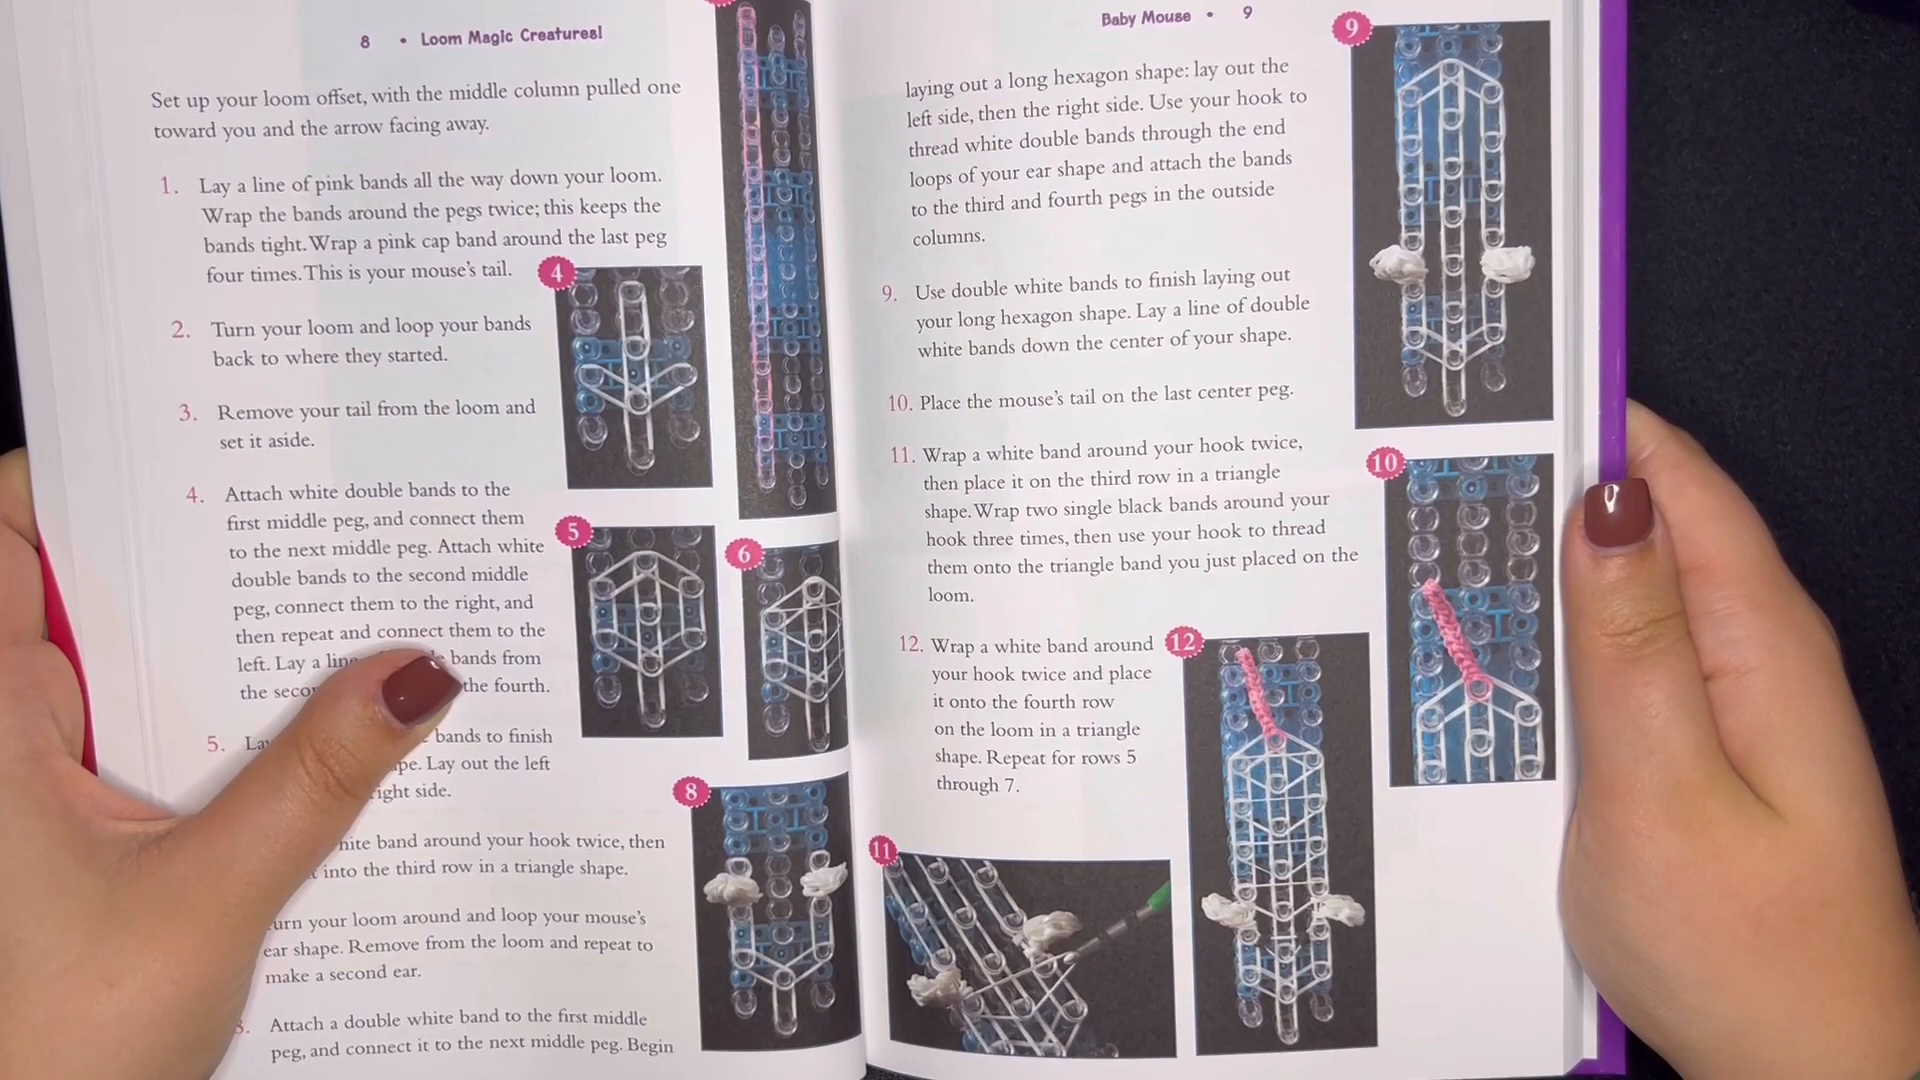 8 • Loom Magic Creatures!
Set up your loom offset, with the middle column pulled one
toward you and the arrow facing away.
1. Lay a line of pink bands all the way down your loom.
Wrap the bands around the pegs twice; this keeps the
bands tight. Wrap a pink cap band around the last peg
four times. This is your mouse's tail.
2. Turn your loom and loop your bands
back to where they started.
3. Remove your tail from the loom and
set it aside.
4. Attach white double bands to the
first middle peg, and connect them
to the next middle peg. Attach white
double bands to the second middle
peg, connect them to the right, and
then repeat and connect them to the
left. Lay a bands from
the the fourth.
5. bands to finish
Lay out the left
side.
band around your hook twice, then
into the third row in a triangle shape.
your loom around and loop your mouse's
ear shape. Remove from the loom and repeat to
make a second ear.
Attach a double white band to the first middle
peg, and connect it to the next middle peg. Begin
4
5
6
8
Baby Mouse • 9
laying out a long hexagon shape: lay out the
left side, then the right side. Use your hook to
thread white double bands through the end
loops of your ear shape and attach the bands
to the third and fourth pegs in the outside
columns.
9. Use double white bands to finish laying out
your long hexagon shape. Lay a line of double
white bands down the center of your shape.
10. Place the mouse's tail on the last center peg.
11. Wrap a white band around your hook twice,
then place it on the third row in a triangle
shape. Wrap two single black bands around your
hook three times, then use your hook to thread
them onto the triangle band you just placed on the
loom.
12. Wrap a white band around
your hook twice and place
it onto the fourth row
on the loom in a triangle
shape. Repeat for rows 5
through 7.
9
10
12
11